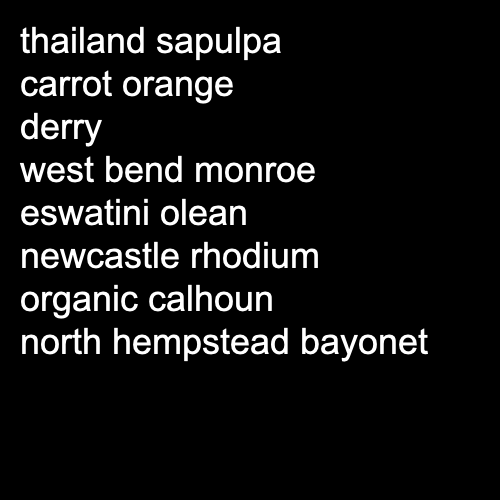 thailand sapulpa
carrot orange
derry
west bend monroe
eswatini olean
newcastle rhodium
organic calhoun
north hempstead bayonet